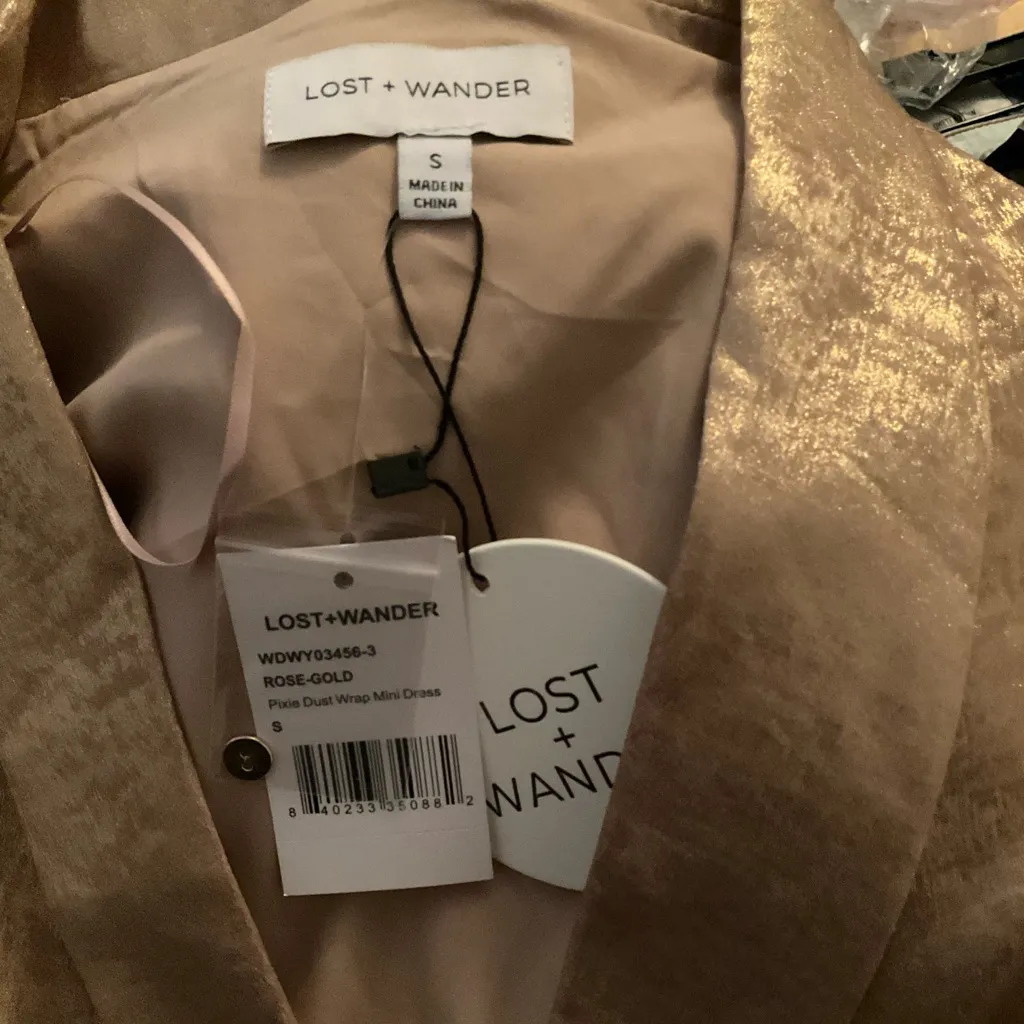 LOST + WANDER
S
MADE IN
CHINA
LOST+WANDER
WDWY03456-3
ROSE-GOLD
Pixie Dust Wrap Mini Dress
S
8 40233 35088 2
LOST
+
WAND